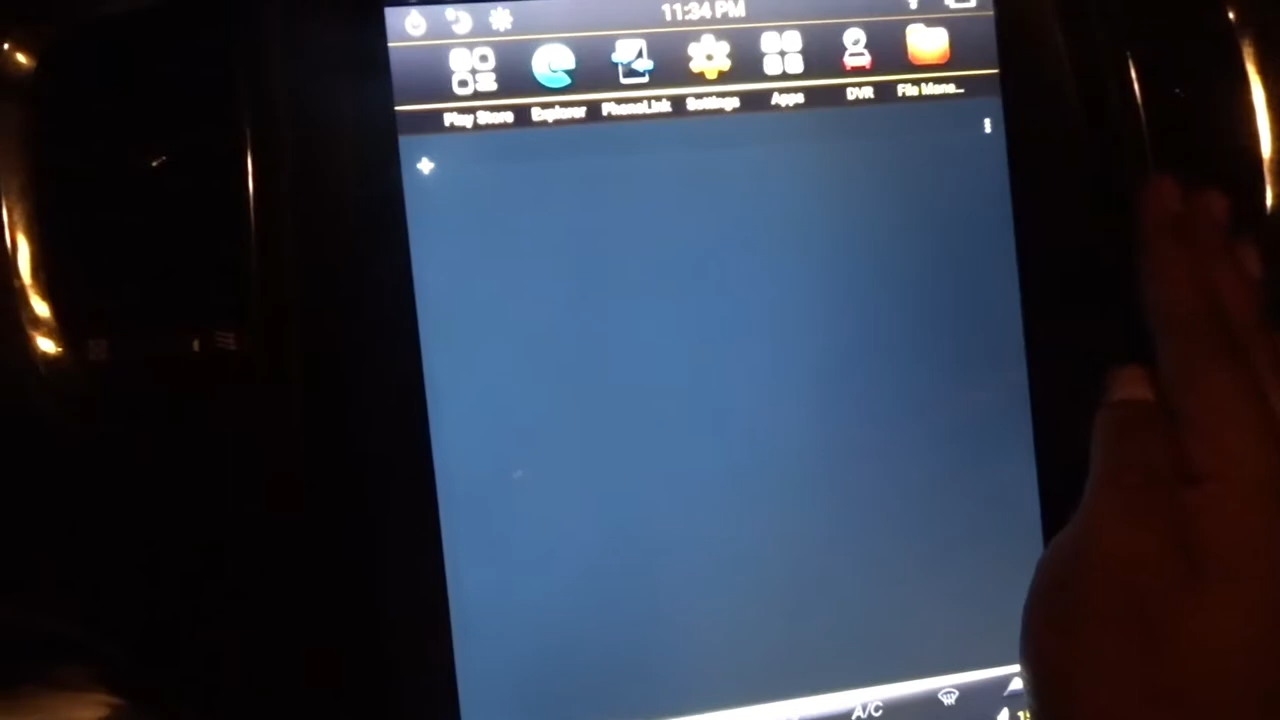 11:34 PM
Play Store Explorer PhoneLink Settings Apps DVR File Mana...
A/C